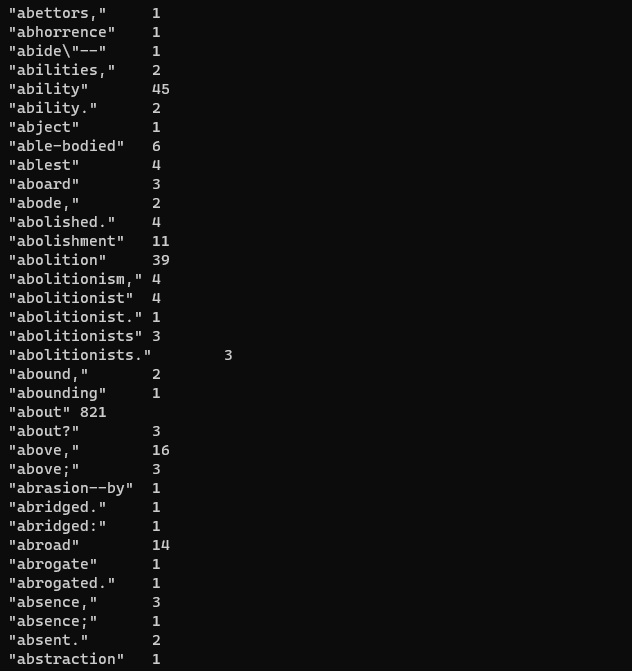 "abettors," 1
"abhorrence" 1
"abide\"--" 1
"abilities," 2
"ability" 45
"ability." 2
"abject" 1
"able-bodied" 6
"ablest" 4
"aboard" 3
"abode," 2
"abolished." 4
"abolishment" 11
"abolition" 39
"abolitionism," 4
"abolitionist" 4
"abolitionist." 1
"abolitionists" 3
"abolitionists." 3
"abound," 2
"abounding" 1
"about" 821
"about?" 3
"above," 16
"above;" 3
"abrasion--by" 1
"abridged." 1
"abridged:" 1
"abroad" 14
"abrogate" 1
"abrogated." 1
"absence," 3
"absence;" 1
"absent." 2
"abstraction" 1